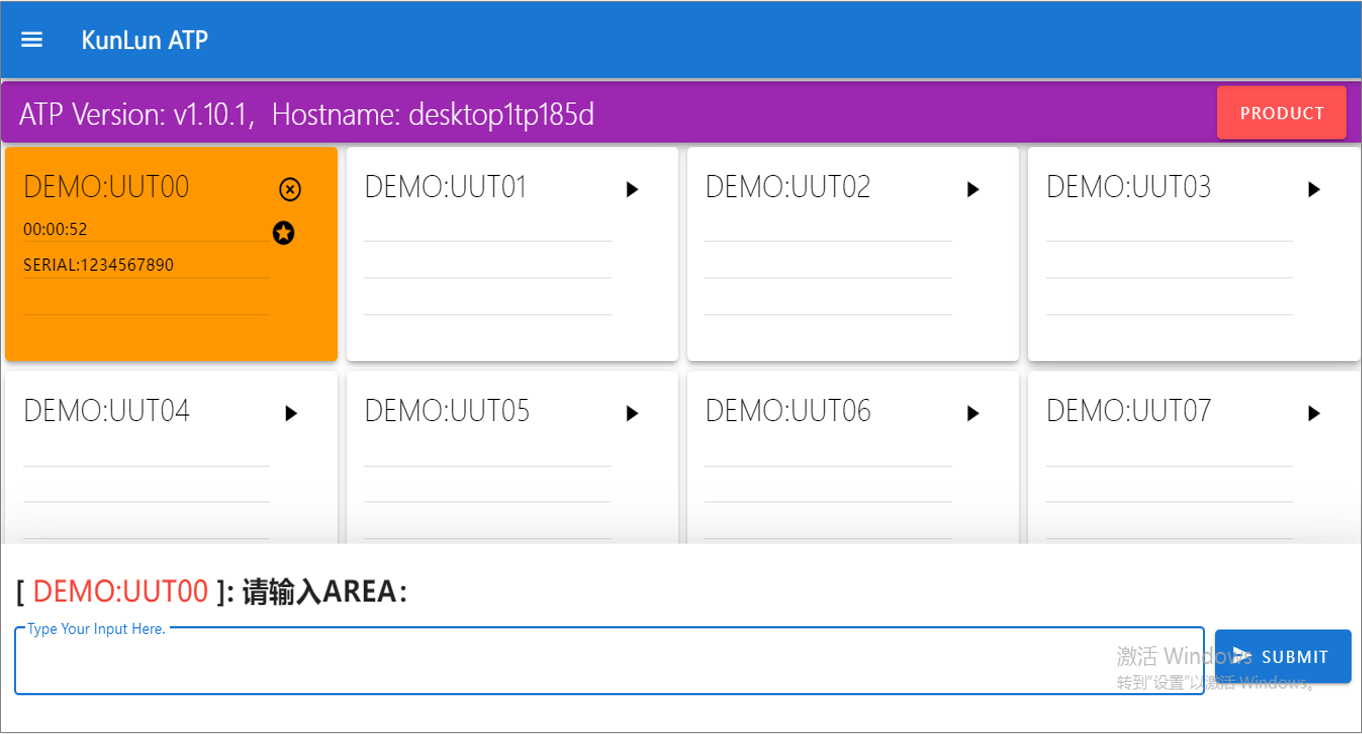 KunLun ATP
ATP Version: v1.10.1, Hostname: desktop1tp185d
PRODUCT
DEMO:UUT00
DEMO:UUT01
DEMO:UUT02
DEMO:UUT03
00:00:52
SERIAL:1234567890
DEMO:UUT04
DEMO:UUT05
DEMO:UUT06
DEMO:UUT07
[ DEMO:UUT00 ]: 请输入AREA：
Type Your Input Here.
激活 Windows
SUBMIT
转到“设置”以激活 Windows。